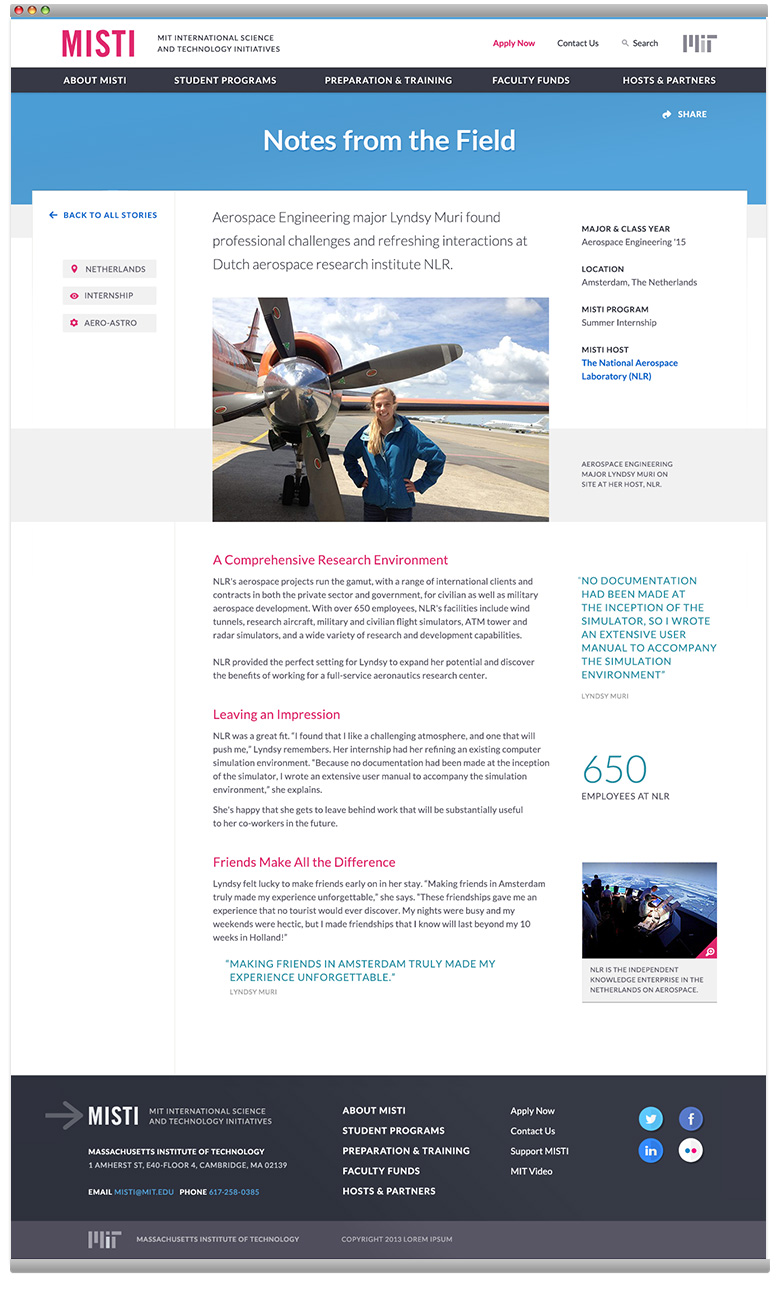 MISTI
MIT INTERNATIONAL SCIENCE
AND TECHNOLOGY INITIATIVES
Apply Now
Contact Us
Search
MIT
ABOUT MISTI
STUDENT PROGRAMS
PREPARATION & TRAINING
FACULTY FUNDS
HOSTS & PARTNERS
SHARE
Notes from the Field
BACK TO ALL STORIES
NETHERLANDS
INTERNSHIP
AERO-ASTRO
Aerospace Engineering major Lyndsy Muri found
professional challenges and refreshing interactions at
Dutch aerospace research institute NLR.
MAJOR & CLASS YEAR
Aerospace Engineering '15
LOCATION
Amsterdam, The Netherlands
MISTI PROGRAM
Summer Internship
MISTI HOST
The National Aerospace
Laboratory (NLR)
AEROSPACE ENGINEERING
MAJOR LYNDSY MURI ON
SITE AT HER HOST, NLR.
A Comprehensive Research Environment
NLR's aerospace projects run the gamut, with a range of international clients and
contracts in both the private sector and government, for civilian as well as military
aerospace development. With over 650 employees, NLR's facilities include wind
tunnels, research aircraft, military and civilian flight simulators, ATM tower and
radar simulators, and a wide variety of research and development capabilities.
NLR provided the perfect setting for Lyndsy to expand her potential and discover
the benefits of working for a full-service aeronautics research center.
"NO DOCUMENTATION
HAD BEEN MADE AT
THE INCEPTION OF THE
SIMULATOR, SO I WROTE
AN EXTENSIVE USER
MANUAL TO ACCOMPANY
THE SIMULATION
ENVIRONMENT"
LYNDSY MURI
Leaving an Impression
NLR was a great fit. "I found that I like a challenging atmosphere, and one that will
push me," Lyndsy remembers. Her internship had her refining an existing computer
simulation environment. "Because no documentation had been made at the inception
of the simulator, I wrote an extensive user manual to accompany the simulation
environment," she explains.
She's happy that she gets to leave behind work that will be substantially useful
to her co-workers in the future.
650
EMPLOYEES AT NLR
Friends Make All the Difference
Lyndsy felt lucky to make friends early on in her stay. "Making friends in Amsterdam
truly made my experience unforgettable," she says. "These friendships gave me an
experience that no tourist would ever discover. My nights were busy and my
weekends were hectic, but I made friendships that I know will last beyond my 10
weeks in Holland!"
"MAKING FRIENDS IN AMSTERDAM TRULY MADE MY
EXPERIENCE UNFORGETTABLE."
LYNDSY MURI
NLR IS THE INDEPENDENT
KNOWLEDGE ENTERPRISE IN THE
NETHERLANDS ON AEROSPACE.
MISTI
MIT INTERNATIONAL SCIENCE
AND TECHNOLOGY INITIATIVES
MASSACHUSETTS INSTITUTE OF TECHNOLOGY
1 AMHERST ST, E40-FLOOR 4, CAMBRIDGE, MA 02139
EMAIL MISTI@MIT.EDU PHONE 617-258-0385
ABOUT MISTI
STUDENT PROGRAMS
PREPARATION & TRAINING
FACULTY FUNDS
HOSTS & PARTNERS
Apply Now
Contact Us
Support MISTI
MIT Video
f
in
MIT
MASSACHUSETTS INSTITUTE OF TECHNOLOGY
COPYRIGHT 2013 LOREM IPSUM